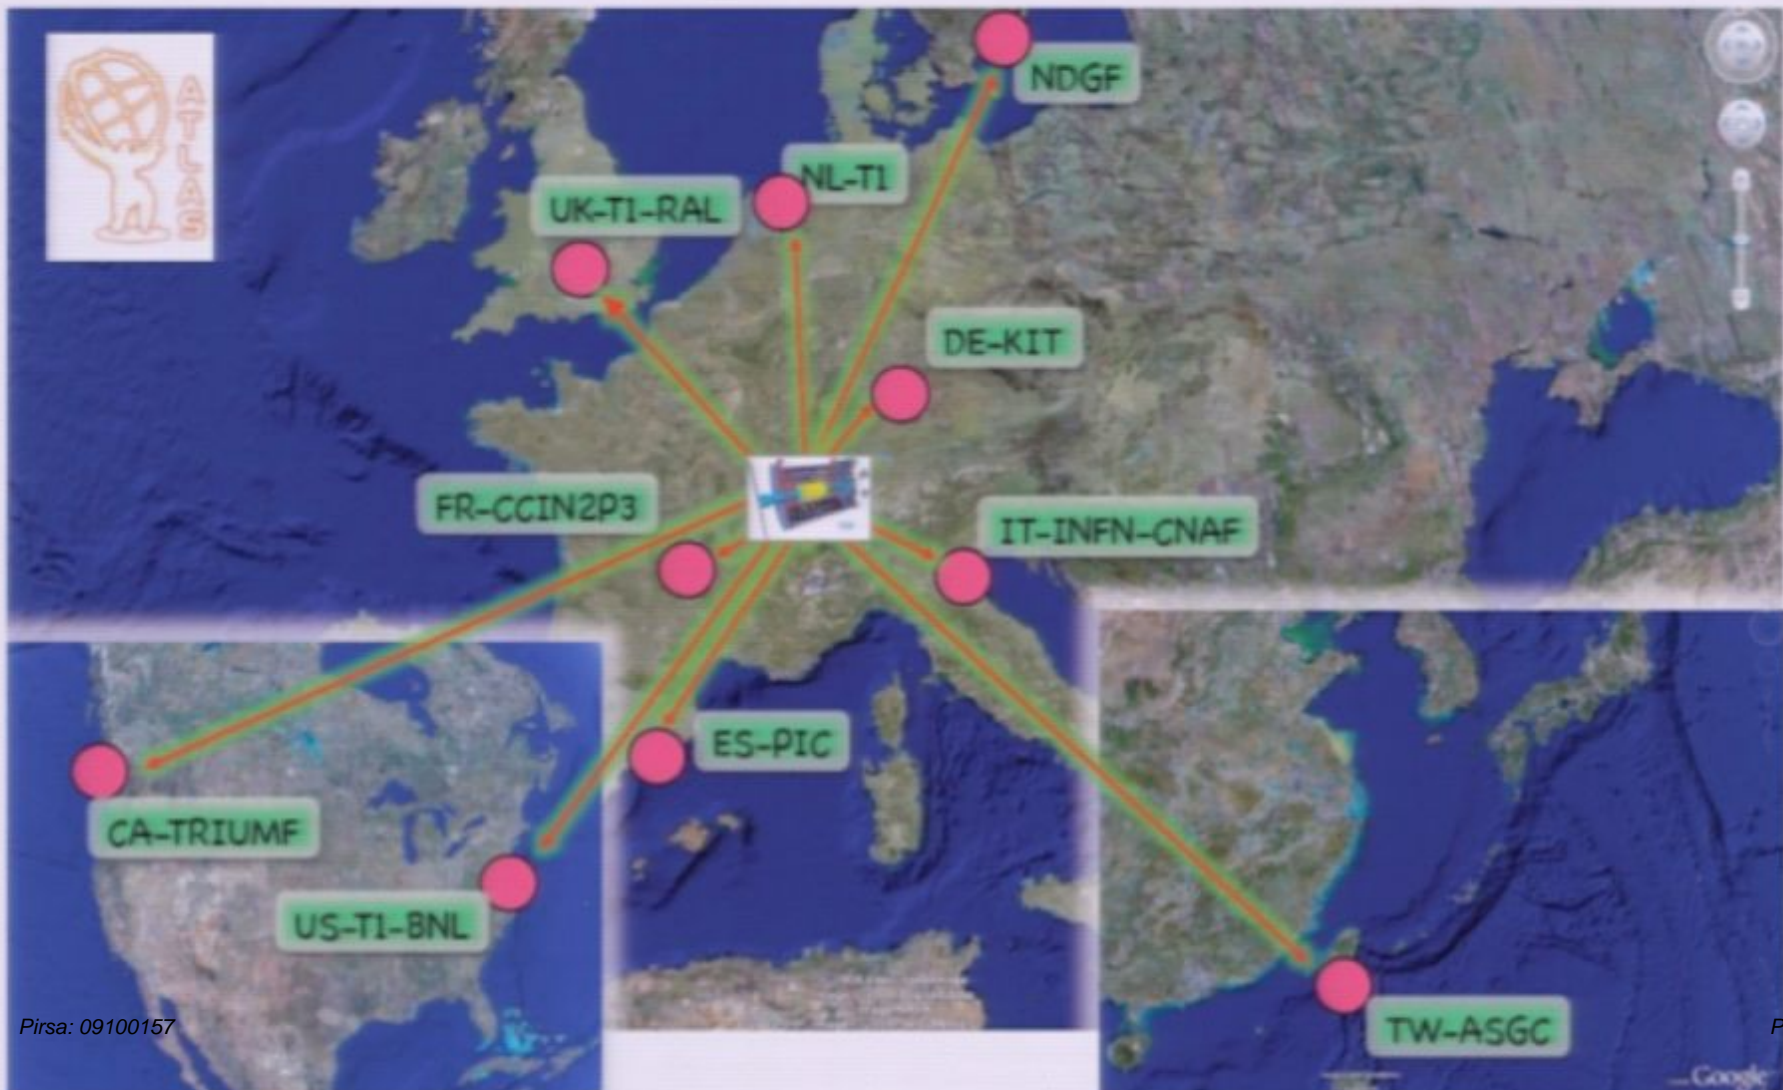 ATLAS
NDGF
NL-T1
UK-T1-RAL
DE-KIT
FR-CCIN2P3
IT-INFN-CNAF
ES-PIC
CA-TRIUMF
US-T1-BNL
TW-ASGC
Pirsa: 09100157
P
Google